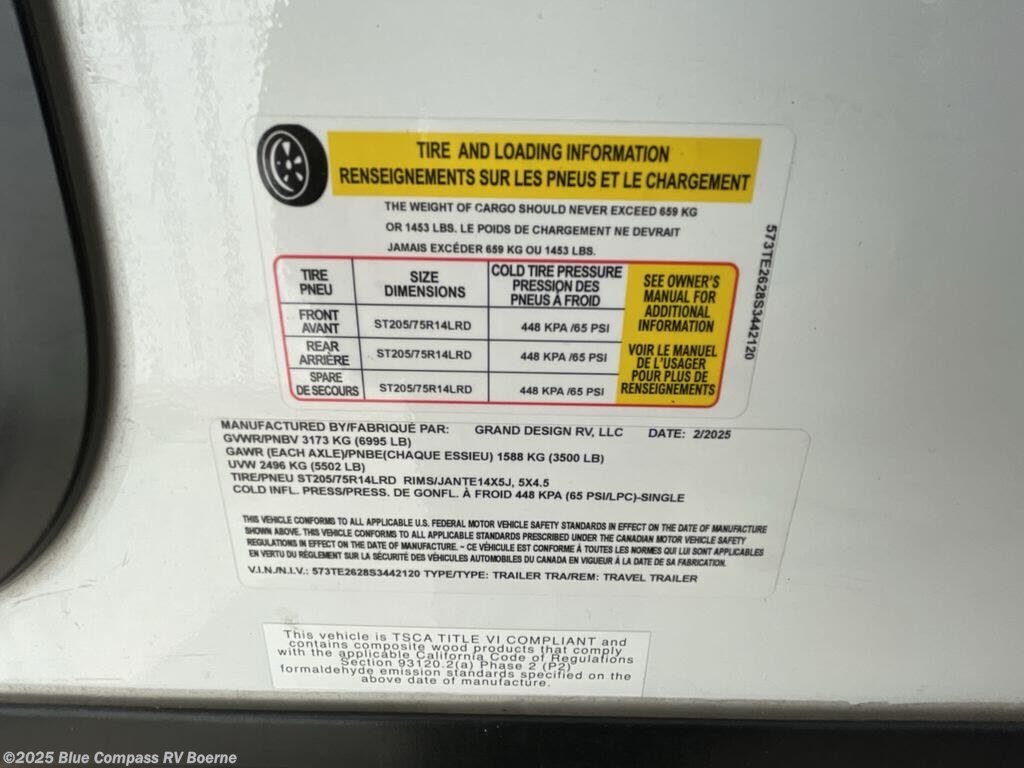 TIRE AND LOADING INFORMATION
RENSEIGNEMENTS SUR LES PNEUS ET LE CHARGEMENT
THE WEIGHT OF CARGO SHOULD NEVER EXCEED 659 KG
OR 1453 LBS. LE POIDS DE CHARGEMENT NE DEVRAIT
JAMAIS EXCÉDER 659 KG OU 1453 LBS.
TIRE
PNEU
SIZE
DIMENSIONS
COLD TIRE PRESSURE
PRESSION DES
PNEUS À FROID
FRONT
AVANT
ST205/75R14LRD
448 KPA /65 PSI
REAR
ARRIÈRE
ST205/75R14LRD
448 KPA /65 PSI
SPARE
DE SECOURS
ST205/75R14LRD
448 KPA /65 PSI
SEE OWNER'S
MANUAL FOR
ADDITIONAL
INFORMATION
VOIR LE MANUEL
DE L'USAGER
POUR PLUS DE
RENSEIGNEMENTS
573TE2628S3442120
MANUFACTURED BY/FABRIQUÉ PAR: GRAND DESIGN RV, LLC DATE: 2/2025
GVWR/PNBV 3173 KG (6995 LB)
GAWR (EACH AXLE)/PNBE(CHAQUE ESSIEU) 1588 KG (3500 LB)
UVW 2496 KG (5502 LB)
TIRE/PNEU ST205/75R14LRD RIMS/JANTE14X5J, 5X4.5
COLD INFL. PRESS/PRESS. DE GONFL. À FROID 448 KPA (65 PSI/LPC)-SINGLE
THIS VEHICLE CONFORMS TO ALL APPLICABLE U.S. FEDERAL MOTOR VEHICLE SAFETY STANDARDS IN EFFECT ON THE DATE OF MANUFACTURE
SHOWN ABOVE. THIS VEHICLE CONFORMS TO ALL APPLICABLE STANDARDS PRESCRIBED UNDER THE CANADIAN MOTOR VEHICLE SAFETY
REGULATIONS IN EFFECT ON THE DATE OF MANUFACTURE. ~ CE VÉHICULE EST CONFORME À TOUTES LES NORMES QUI LUI SONT APPLICABLES
EN VERTU DU RÉGLEMENT SUR LA SÉCURITÉ DES VÉHICULES AUTOMOBILES DU CANADA EN VIGUEUR À LA DATE DE SA FABRICATION.
V.I.N./N.I.V.: 573TE2628S3442120 TYPE/TYPE: TRAILER TRA/REM: TRAVEL TRAILER
This vehicle is TSCA TITLE VI COMPLIANT and
contains composite wood products that comply
with the applicable California Code of Regulations
Section 93120.2(a) Phase 2 (P2)
formaldehyde emission standards specified on the
above date of manufacture.
©2025 Blue Compass RV Boerne